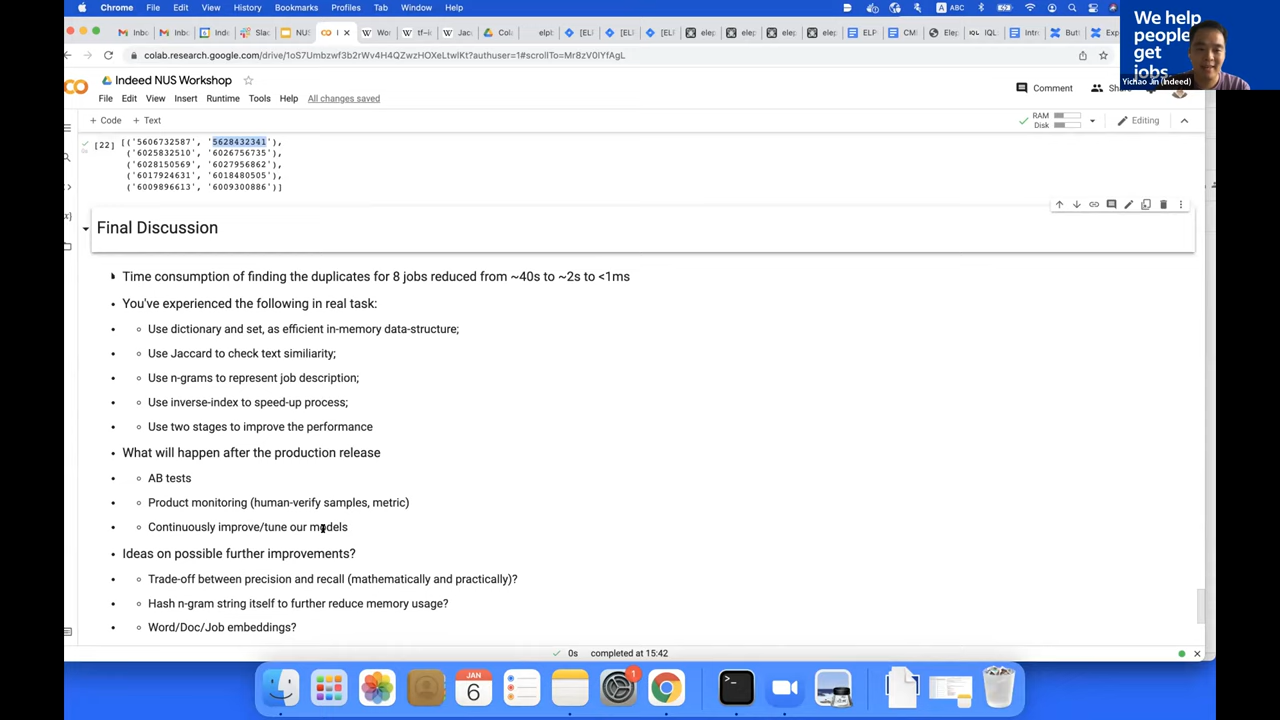 Chrome File Edit View History Bookmarks Profiles Tab Window Help
ABC
colab.research.google.com/drive/
?authuser=1#scrollTo=Mr8zV0lYfAgL
We help people get jobs.
Yichao Jin (Indeed)
Indeed NUS Workshop
File Edit View Insert Runtime Tools Help All changes saved
Comment
+ Code + Text
RAM
Disk
Editing
[22] [('5606732587', '5628432341'),
('6025832510', '6026756735'),
('6028150569', '6027956862'),
('6017924631', '6018480505'),
('6009896613', '6009300886')]
Final Discussion
Time consumption of finding the duplicates for 8 jobs reduced from ~40s to ~2s to <1ms
You've experienced the following in real task:
Use dictionary and set, as efficient in-memory data-structure;
Use Jaccard to check text similiarity;
Use n-grams to represent job description;
Use inverse-index to speed-up process;
Use two stages to improve the performance
What will happen after the production release
AB tests
Product monitoring (human-verify samples, metric)
Continuously improve/tune our models
Ideas on possible further improvements?
Trade-off between precision and recall (mathematically and practically)?
Hash n-gram string itself to further reduce memory usage?
Word/Doc/Job embeddings?
0s completed at 15:42
JAN
6
1